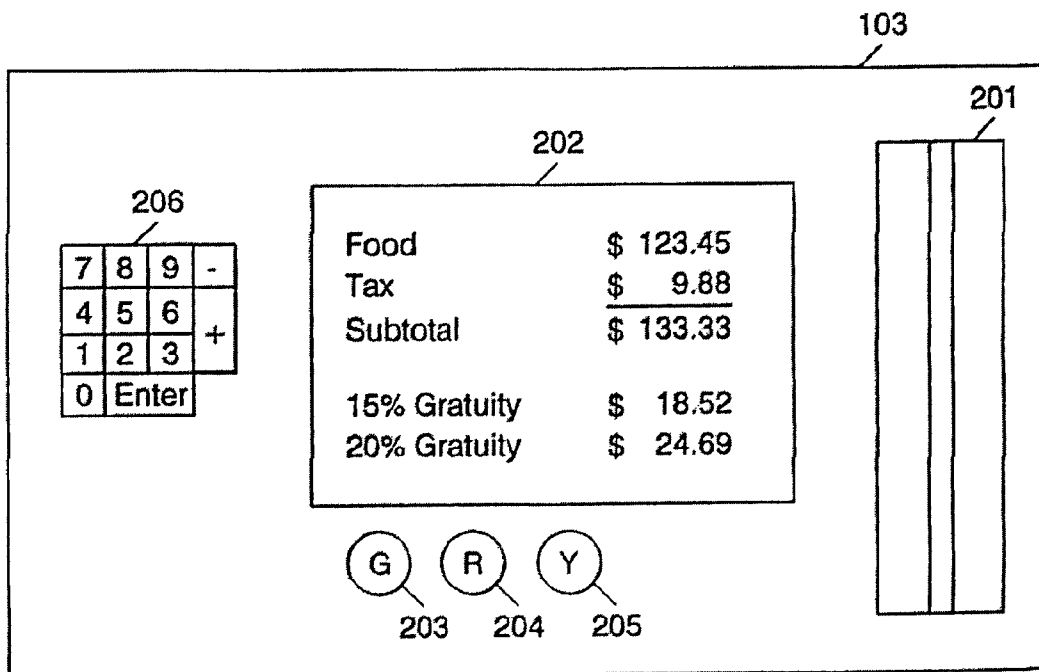 103
201
202
206
7 8 9 -
4 5 6 +
1 2 3
0 Enter
Food $ 123.45
Tax $ 9.88
Subtotal $ 133.33
15% Gratuity $ 18.52
20% Gratuity $ 24.69
G R Y
203 204 205